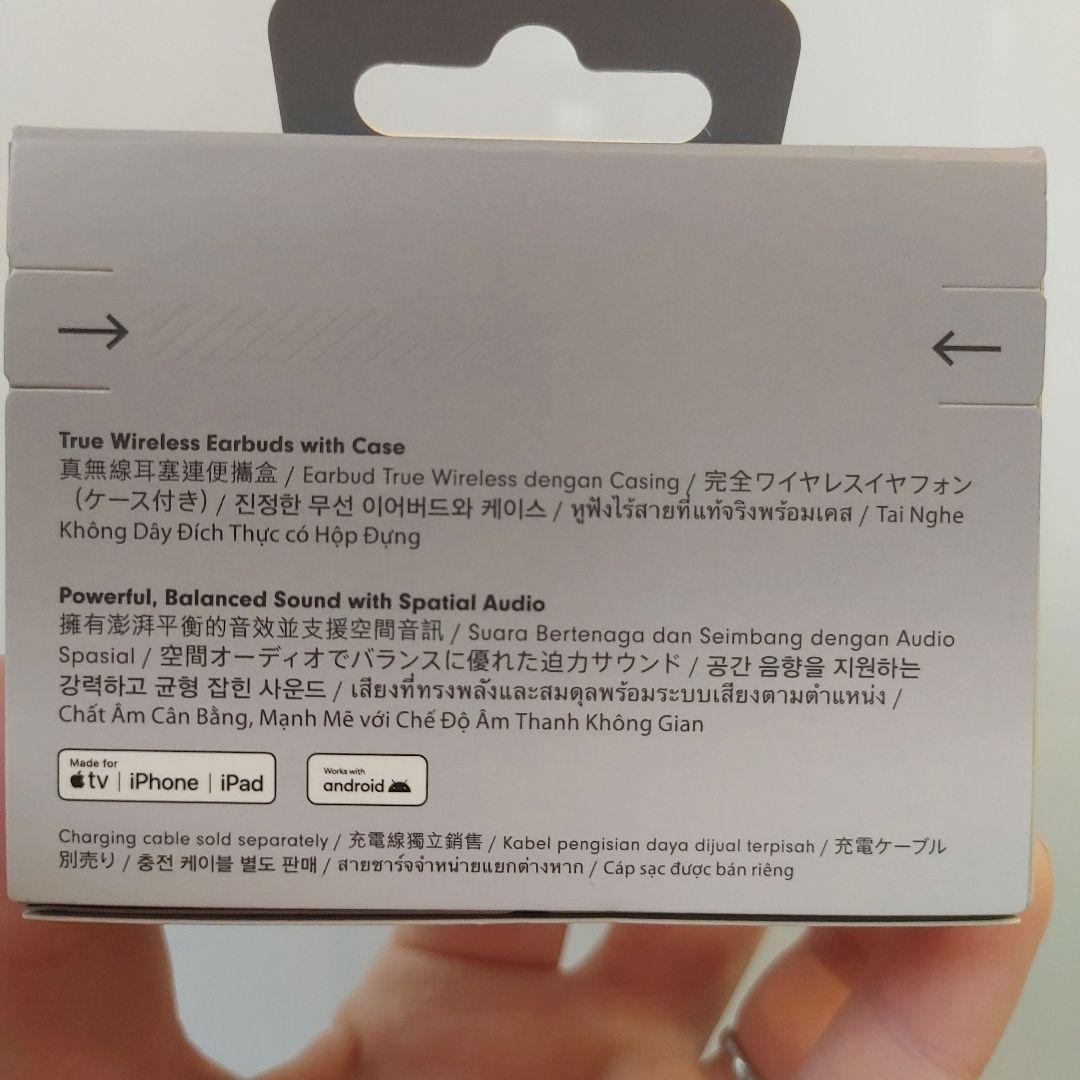 True Wireless Earbuds with Case
真無線耳塞連便攜盒 / Earbud True Wireless dengan Casing / 完全ワイヤレスイヤフォン
（ケース付き）/ 진정한 무선 이어버드와 케이스 / หูฟังไร้สายที่แท้จริงพร้อมเคส / Tai Nghe
Không Dây Đích Thực có Hộp Đựng
Powerful, Balanced Sound with Spatial Audio
擁有澎湃平衡的音效並支援空間音訊 / Suara Bertenaga dan Seimbang dengan Audio
Spasial / 空間オーディオでバランスに優れた迫力サウンド / 공간 음향을 지원하는
강력하고 균형 잡힌 사운드 / เสียงที่ทรงพลังและสมดุลพร้อมระบบเสียงตามตำแหน่ง /
Chất Âm Cân Bằng, Mạnh Mẽ với Chế Độ Âm Thanh Không Gian
Made for
tv | iPhone | iPad
Works with
android
Charging cable sold separately / 充電線獨立銷售 / Kabel pengisian daya dijual terpisah / 充電ケーブル
別売り / 충전 케이블 별도 판매 / สายชาร์จจำหน่ายแยกต่างหาก / Cáp sạc được bán riêng